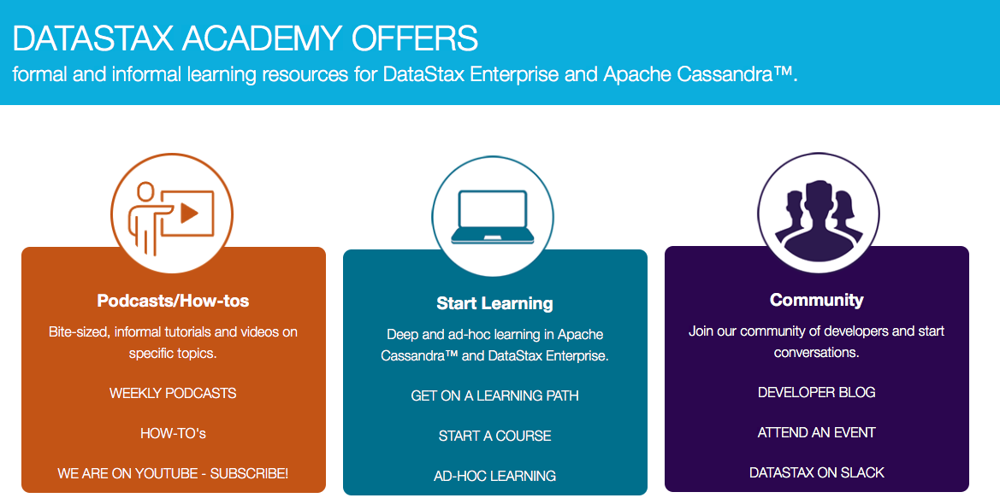 DATASTAX ACADEMY OFFERS
formal and informal learning resources for DataStax Enterprise and Apache Cassandra™.
Podcasts/How-tos
Bite-sized, informal tutorials and videos on
specific topics.
WEEKLY PODCASTS
HOW-TO's
WE ARE ON YOUTUBE - SUBSCRIBE!
Start Learning
Deep and ad-hoc learning in Apache
Cassandra™ and DataStax Enterprise.
GET ON A LEARNING PATH
START A COURSE
AD-HOC LEARNING
Community
Join our community of developers and start
conversations.
DEVELOPER BLOG
ATTEND AN EVENT
DATASTAX ON SLACK